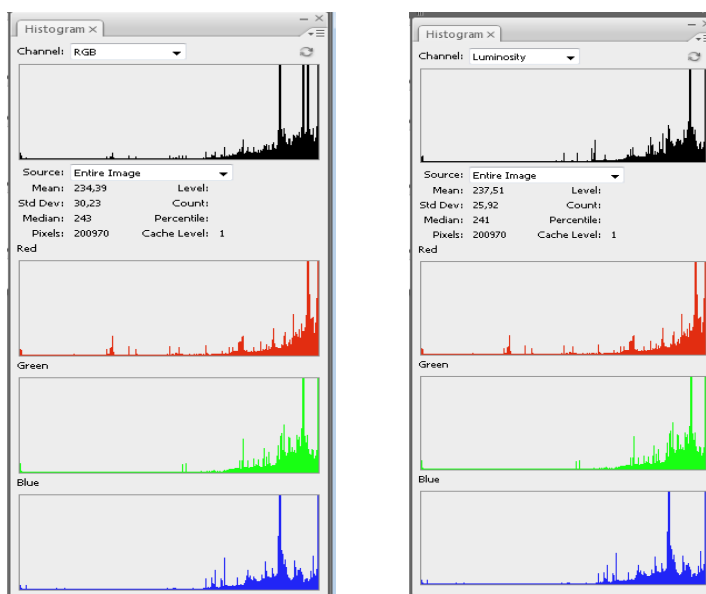 Histogram ×
Channel: RGB
Source: Entire Image
Mean: 234,39 Level:
Std Dev: 30,23 Count:
Median: 243 Percentile:
Pixels: 200970 Cache Level: 1
Red
Green
Blue
Histogram ×
Channel: Luminosity
Source: Entire Image
Mean: 237,51 Level:
Std Dev: 25,92 Count:
Median: 241 Percentile:
Pixels: 200970 Cache Level: 1
Red
Green
Blue